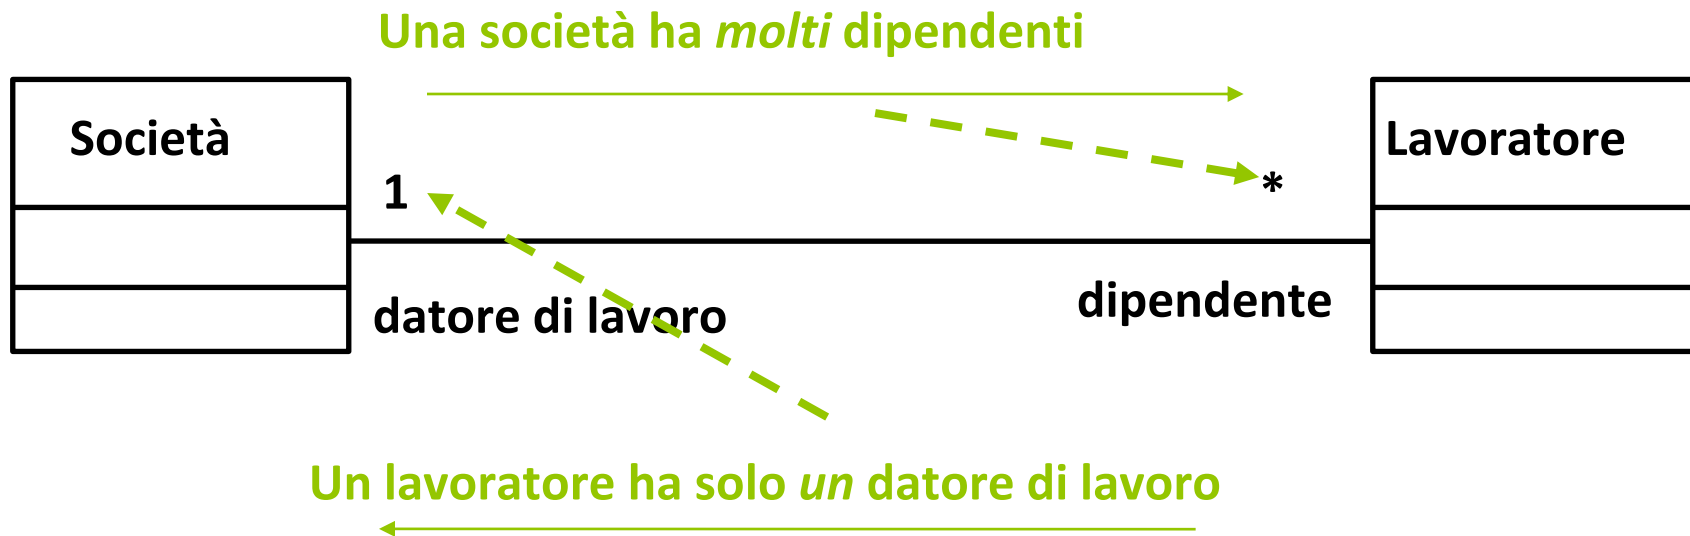 Una società ha molti dipendenti
Società
Lavoratore
1
*
datore di lavoro
dipendente
Un lavoratore ha solo un datore di lavoro